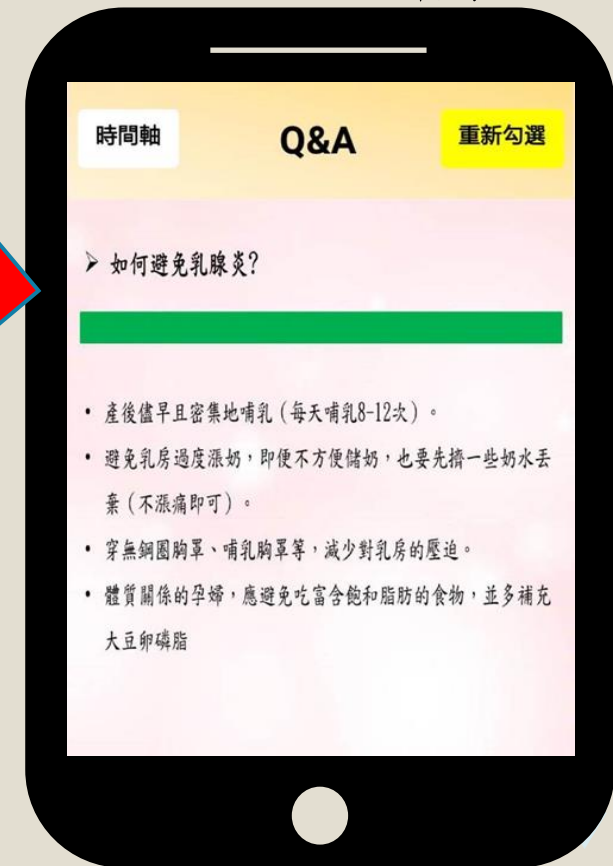 時間軸
Q&A
重新勾選
➢ 如何避免乳腺炎?
• 產後儘早且密集地哺乳（每天哺乳8-12次）。
• 避免乳房過度漲奶，即便不方便儲奶，也要先擠一些奶水丟
棄（不漲痛即可）。
• 穿無鋼圈胸罩、哺乳胸罩等，減少對乳房的壓迫。
• 體質關係的孕婦，應避免吃富含飽和脂肪的食物，並多補充
大豆卵磷脂